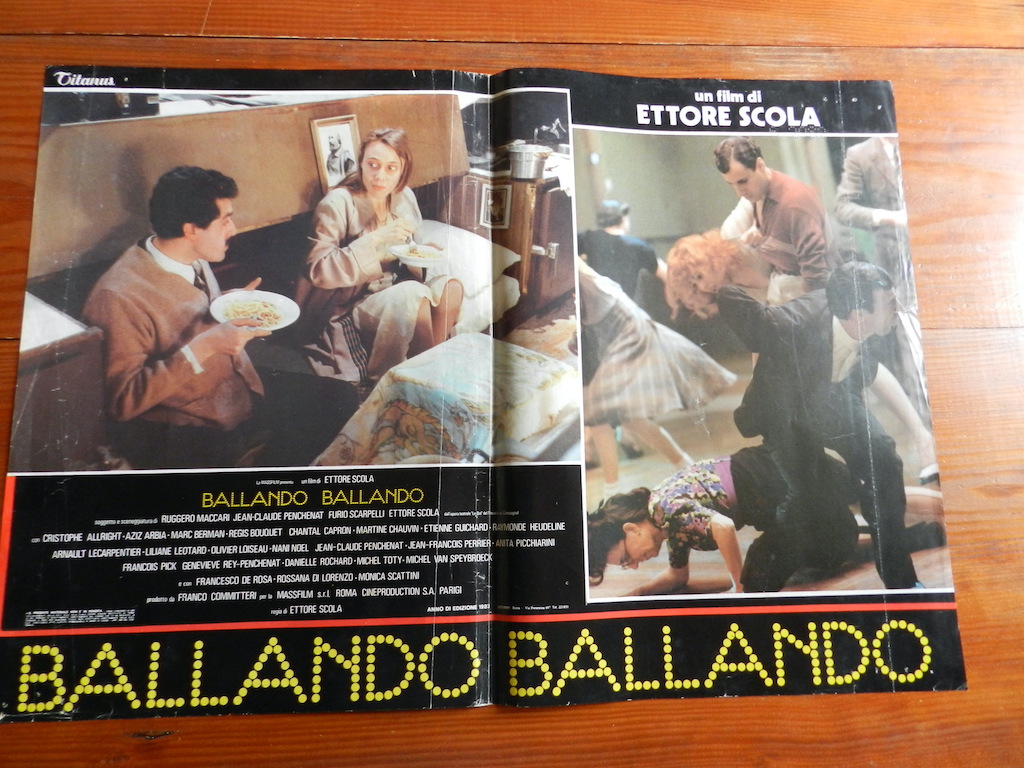 Titanus
un film di
ETTORE SCOLA
La MASSFILM presenta un film di ETTORE SCOLA
BALLANDO BALLANDO
soggetto e sceneggiatura di RUGGERO MACCARI JEAN-CLAUDE PENCHENAT FURIO SCARPELLI ETTORE SCOLA
con CRISTOPHE ALLRIGHT · AZIZ ARBIA · MARC BERMAN · REGIS BOUQUET · CHANTAL CAPRON · MARTINE CHAUVIN · ETIENNE GUICHARD · RAYMONDE HEUDELINE
ARNAULT LECARPENTIER · LILIANE LEOTARD · OLIVIER LOISEAU · NANI NOEL JEAN-CLAUDE PENCHENAT · JEAN-FRANCOIS PERRIER · ANITA PICCHIARINI
FRANCOIS PICK GENEVIEVE REY-PENCHENAT · DANIELLE ROCHARD · MICHEL TOTY · MICHEL VAN SPEYBROECK
e con FRANCESCO DE ROSA · ROSSANA DI LORENZO · MONICA SCATTINI
prodotto da FRANCO COMMITTERI per la MASSFILM s.r.l. ROMA CINEPRODUCTION S.A. PARIGI
regia di ETTORE SCOLA
ANNO DI EDIZIONE 1983
BALLANDO BALLANDO